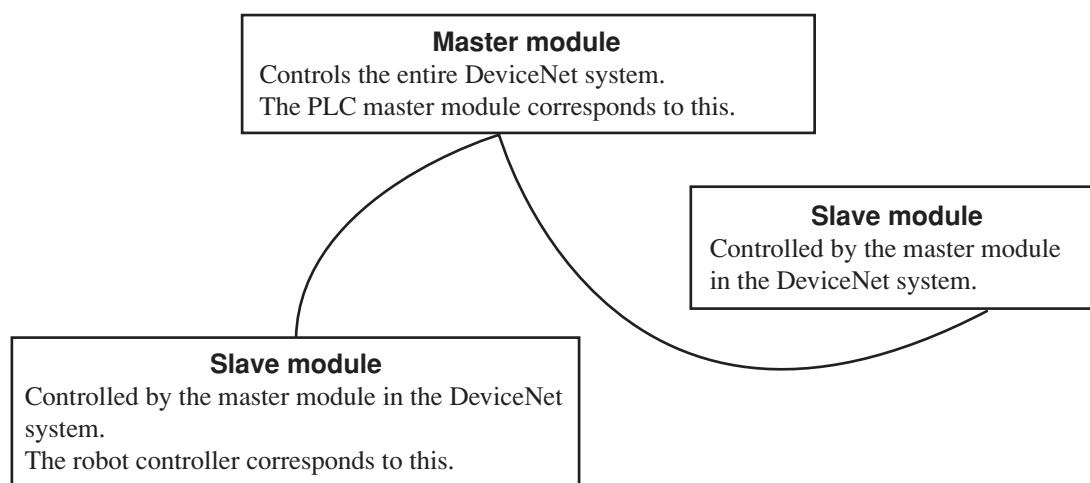 Master module
Controls the entire DeviceNet system.
The PLC master module corresponds to this.
Slave module
Controlled by the master module
in the DeviceNet system.
Slave module
Controlled by the master module in the DeviceNet
system.
The robot controller corresponds to this.